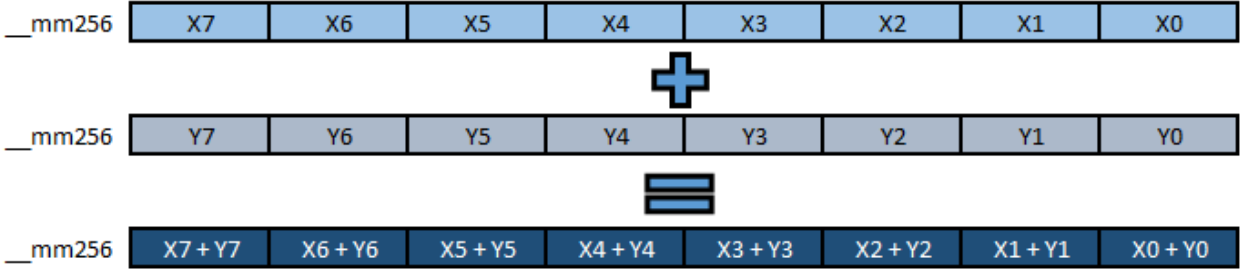 __mm256 X7 X6 X5 X4 X3 X2 X1 X0
__mm256 Y7 Y6 Y5 Y4 Y3 Y2 Y1 Y0
__mm256 X7 + Y7 X6 + Y6 X5 + Y5 X4 + Y4 X3 + Y3 X2 + Y2 X1 + Y1 X0 + Y0